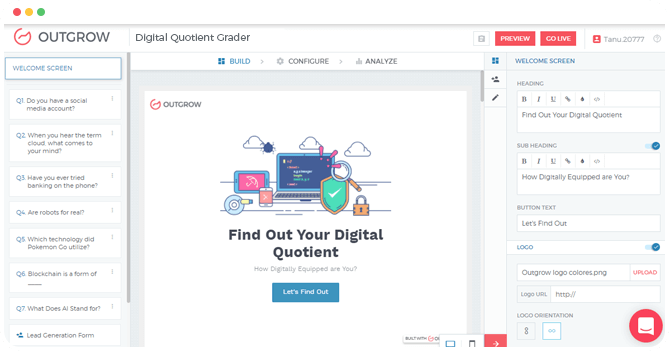 OUTGROW
Digital Quotient Grader
PREVIEW
GO LIVE
Tanu 20777
WELCOME SCREEN
Q1. Do you have a social
media account?
Q2. When you hear the term
cloud, what comes to
your mind?
Q3. Have you ever tried
banking on the phone?
Q4. Are robots for real?
Q5. Which technology did
Pokemon Go utilize?
Q6. Blockchain is a form of
____
Q7. What Does AI Stand for?
Lead Generation Form
BUILD
CONFIGURE
ANALYZE
OUTGROW
Find Out Your Digital
Quotient
How Digitally Equipped are You?
Let's Find Out
BUILT WITH
WELCOME SCREEN
HEADING
B I U </>
Find Out Your Digital Quotient
SUB HEADING
B I U </>
How Digitally Equipped are You?
BUTTON TEXT
Let's Find Out
LOGO
Outgrow logo colores.png
UPLOAD
Logo URL
http://
LOGO ORIENTATION